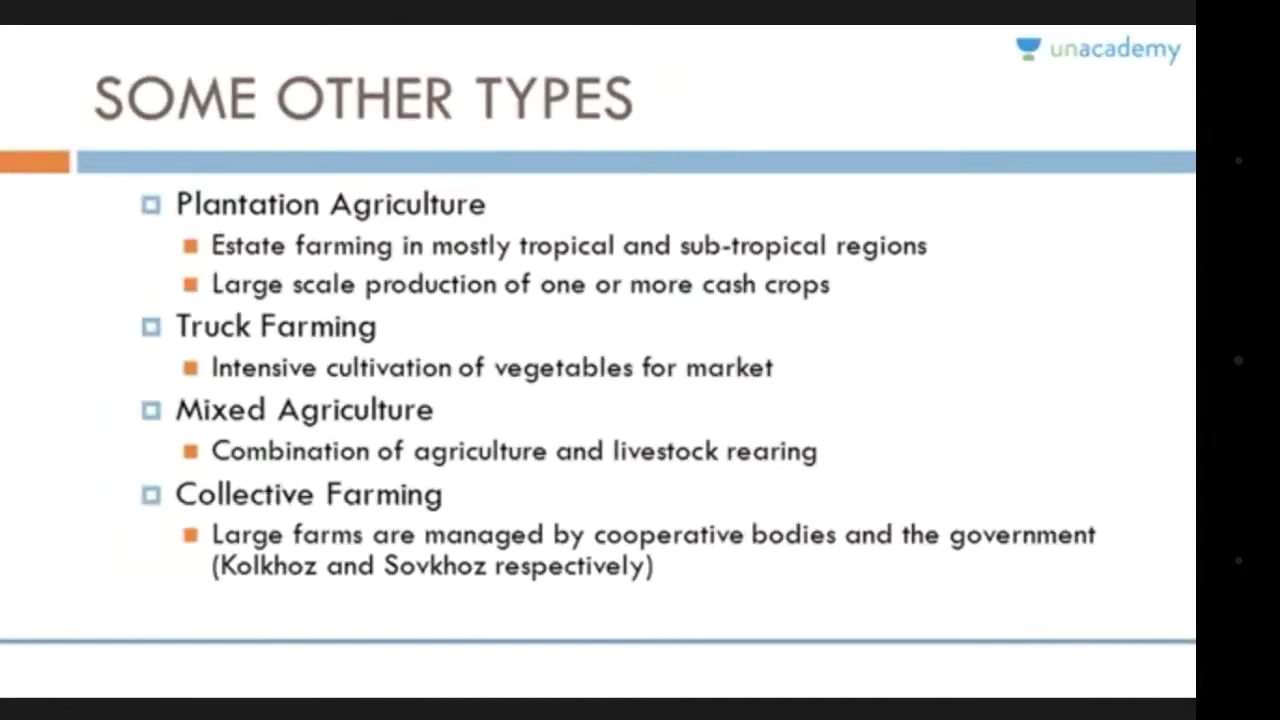 unacademy
SOME OTHER TYPES
Plantation Agriculture
Estate farming in mostly tropical and sub-tropical regions
Large scale production of one or more cash crops
Truck Farming
Intensive cultivation of vegetables for market
Mixed Agriculture
Combination of agriculture and livestock rearing
Collective Farming
Large farms are managed by cooperative bodies and the government
(Kolkhoz and Sovkhoz respectively)